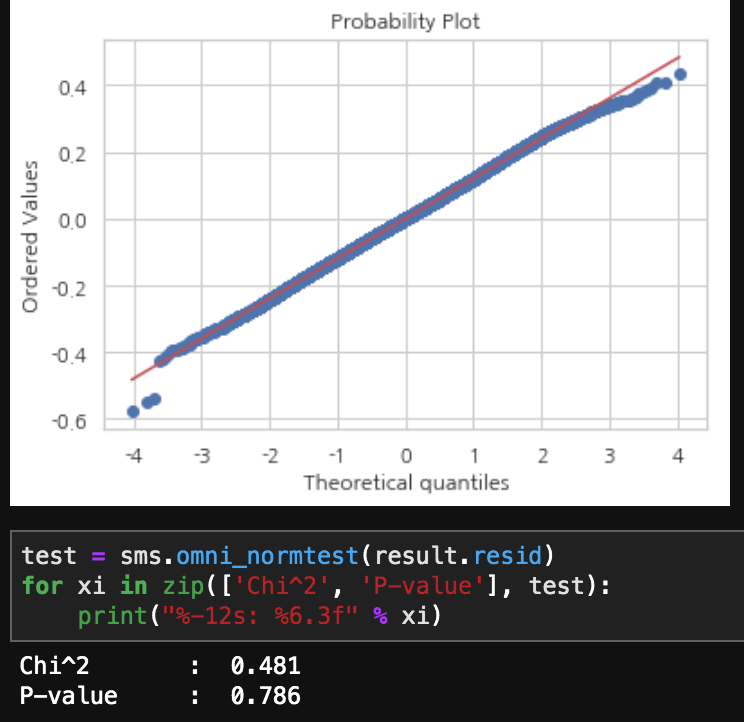 Probability Plot
Ordered Values
0.4
0.2
0.0
-0.2
-0.4
-0.6
-4 -3 -2 -1 0 1 2 3 4
Theoretical quantiles
test = sms.omni_normtest(result.resid)
for xi in zip(['Chi^2', 'P-value'], test):
    print("%-12s: %6.3f" % xi)
Chi^2       :  0.481
P-value     :  0.786